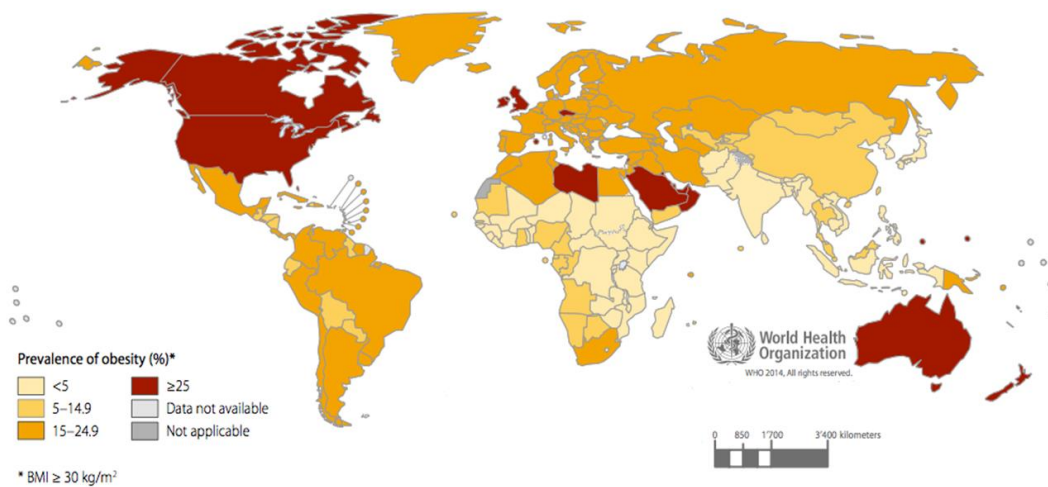 World Health
Organization
WHO 2014, All rights reserved.
Prevalence of obesity (%)*
<5
5–14.9
15–24.9
≥25
Data not available
Not applicable
0 850 1'700 3'400 kilometers
* BMI ≥ 30 kg/m²